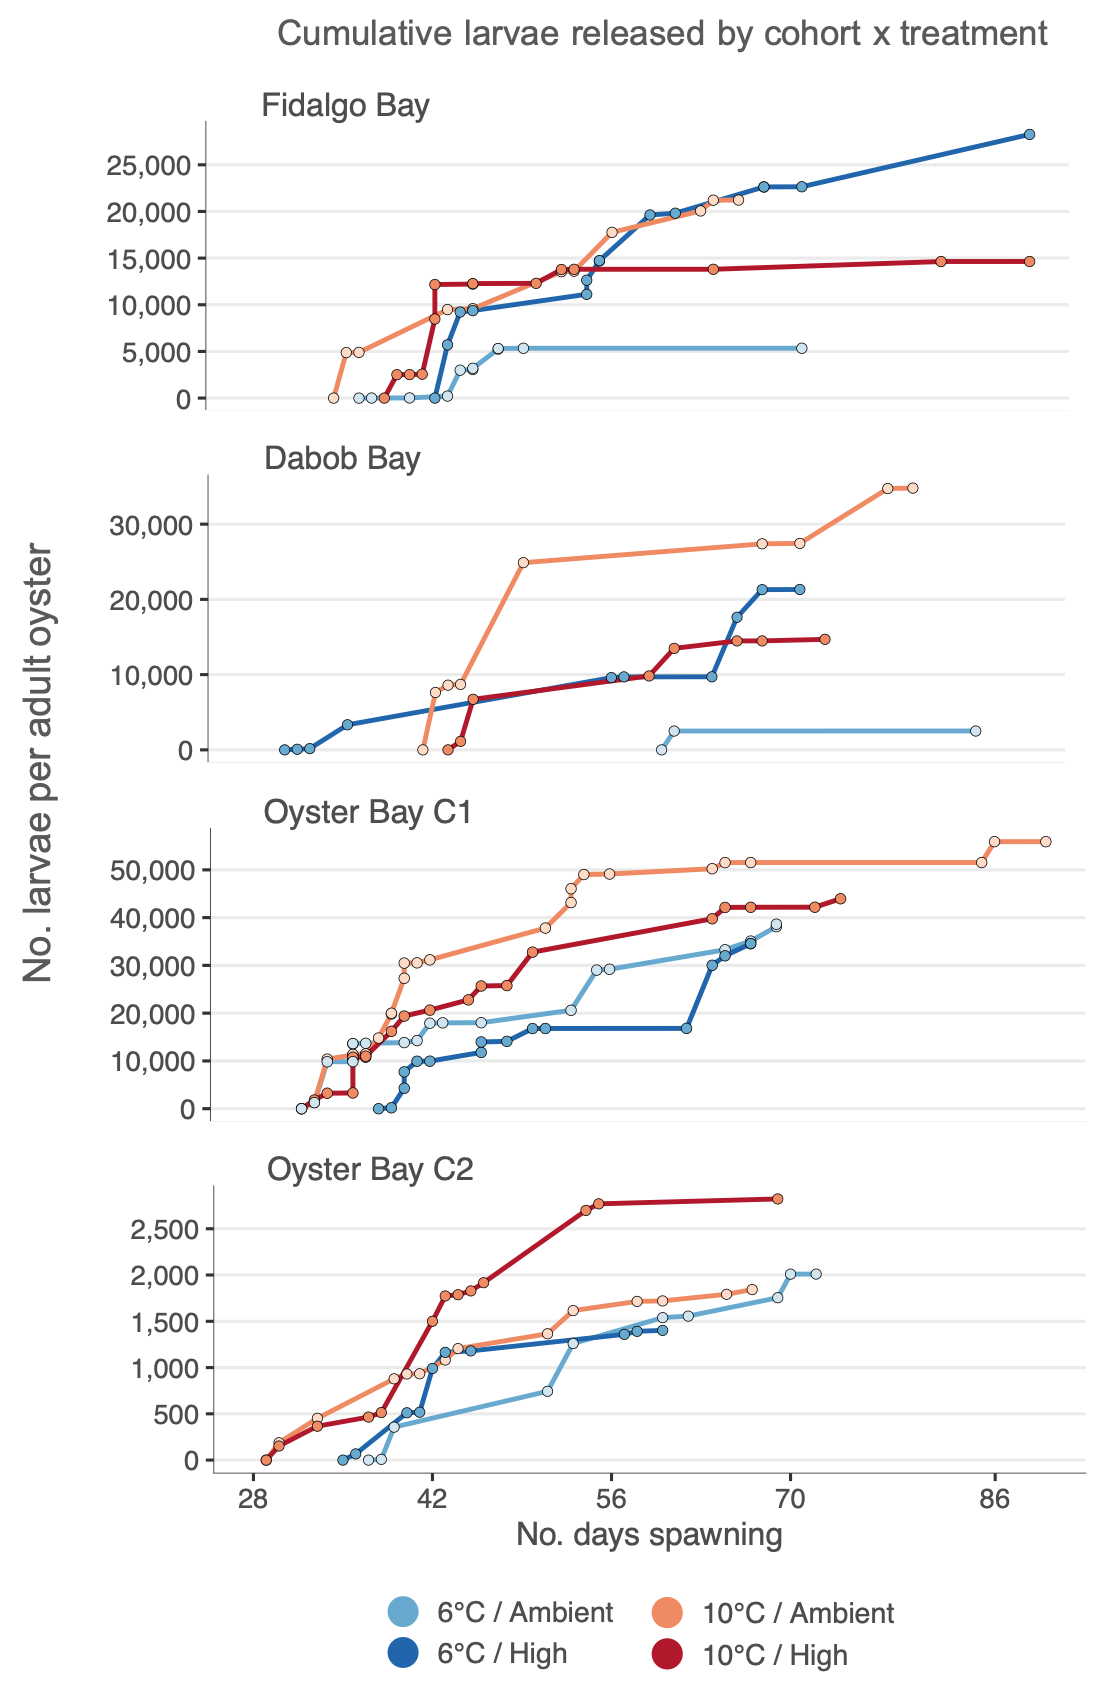 Cumulative larvae released by cohort x treatment
No. larvae per adult oyster
Fidalgo Bay
25,000
20,000
15,000
10,000
5,000
0
Dabob Bay
30,000
20,000
10,000
0
Oyster Bay C1
50,000
40,000
30,000
20,000
10,000
0
Oyster Bay C2
2,500
2,000
1,500
1,000
500
0
28 42 56 70 86
No. days spawning
6°C / Ambient 10°C / Ambient
6°C / High 10°C / High